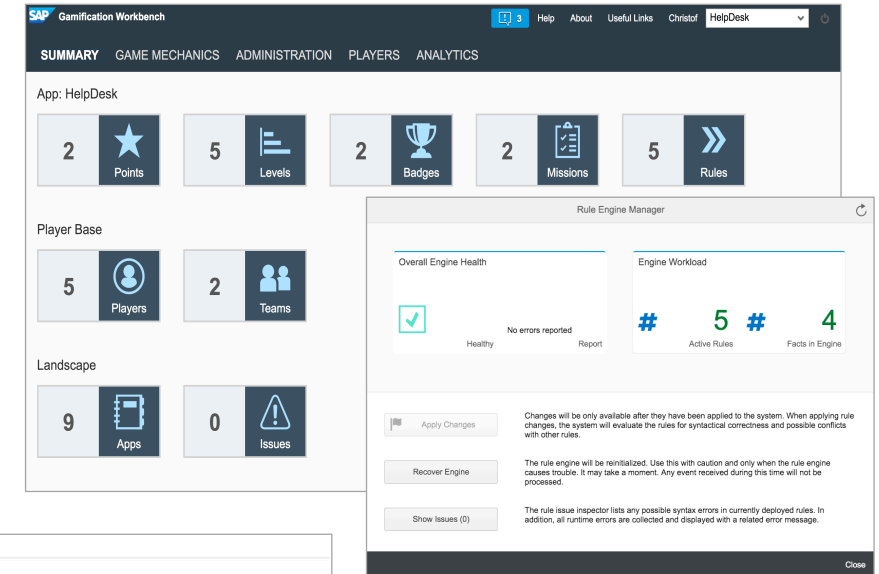 SAP Gamification Workbench
3 Help About Useful Links Christof HelpDesk
SUMMARY GAME MECHANICS ADMINISTRATION PLAYERS ANALYTICS
App: HelpDesk
2 Points
5 Levels
2 Badges
2 Missions
5 Rules
Player Base
5 Players
2 Teams
Landscape
9 Apps
0 Issues
Rule Engine Manager
Overall Engine Health
No errors reported
Healthy Report
Engine Workload
# 5 # 4
Active Rules Facts in Engine
Apply Changes
Changes will be only available after they have been applied to the system. When applying rule
changes, the system will evaluate the rules for syntactical correctness and possible conflicts
with other rules.
Recover Engine
The rule engine will be reinitialized. Use this with caution and only when the rule engine
causes trouble. It may take a moment. Any event received during this time will not be
processed.
Show Issues (0)
The rule issue inspector lists any possible syntax errors in currently deployed rules. In
addition, all runtime errors are collected and displayed with a related error message.
Close